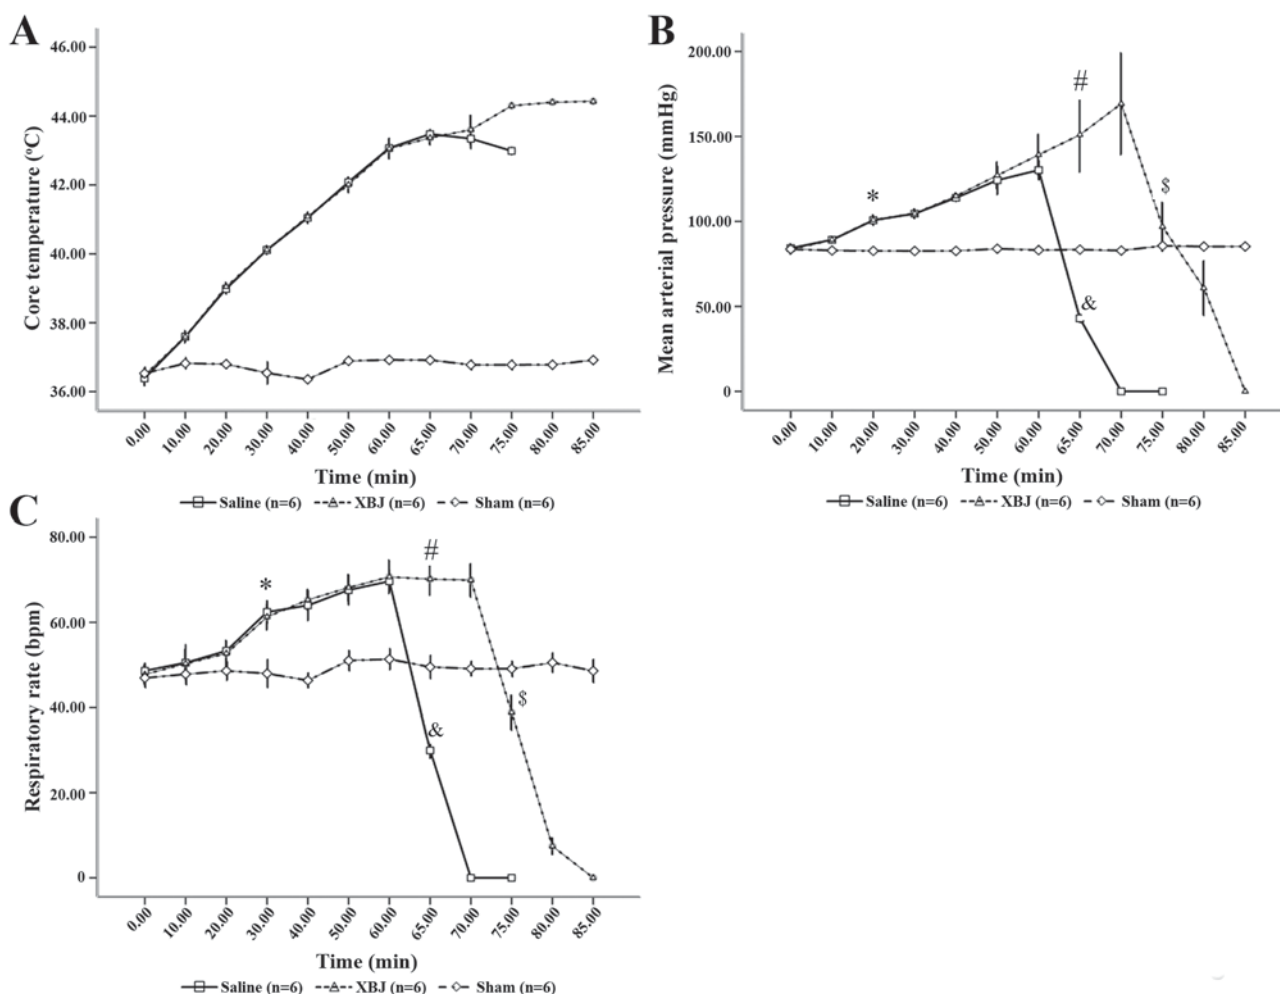 A
46.00
44.00
42.00
40.00
38.00
36.00
Core temperature (°C)
0.00 10.00 20.00 30.00 40.00 50.00 60.00 65.00 70.00 75.00 80.00 85.00
Time (min)
Saline (n=6) XBJ (n=6) Sham (n=6)
B
200.00
150.00
100.00
50.00
0
Mean arterial pressure (mmHg)
*
#
&
$
0.00 10.00 20.00 30.00 40.00 50.00 60.00 65.00 70.00 75.00 80.00 85.00
Time (min)
Saline (n=6) XBJ (n=6) Sham (n=6)
C
80.00
60.00
40.00
20.00
0
Respiratory rate (bpm)
*
#
&
$
0.00 10.00 20.00 30.00 40.00 50.00 60.00 65.00 70.00 75.00 80.00 85.00
Time (min)
Saline (n=6) XBJ (n=6) Sham (n=6)